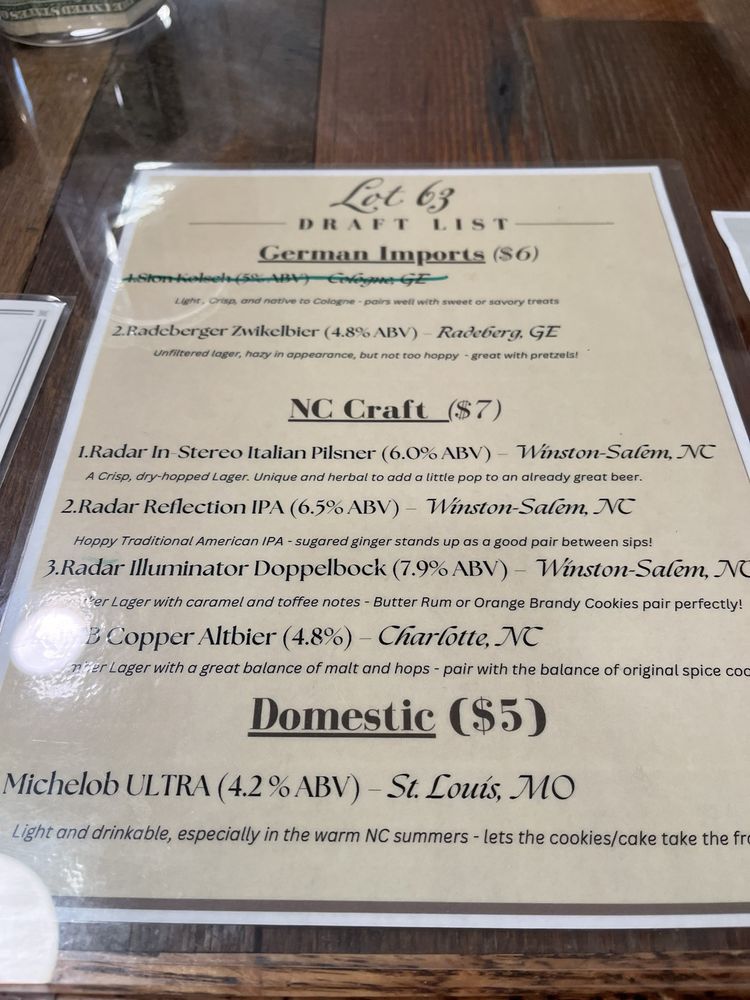 Lot 63
DRAFT LIST
German Imports ($6)
1.Sion Kolsch (5% ABV) – Cologne, GE
Light, Crisp, and native to Cologne - pairs well with sweet or savory treats
2.Radeberger Zwikelbier (4.8% ABV) – Radeberg, GE
Unfiltered lager, hazy in appearance, but not too hoppy - great with pretzels!
NC Craft ($7)
1.Radar In-Stereo Italian Pilsner (6.0% ABV) – Winston-Salem, NC
A Crisp, dry-hopped Lager. Unique and herbal to add a little pop to an already great beer.
2.Radar Reflection IPA (6.5% ABV) – Winston-Salem, NC
Hoppy Traditional American IPA - sugared ginger stands up as a good pair between sips!
3.Radar Illuminator Doppelbock (7.9% ABV) – Winston-Salem, NC
Lager with caramel and toffee notes - Butter Rum or Orange Brandy Cookies pair perfectly!
B Copper Altbier (4.8%) – Charlotte, NC
Lager with a great balance of malt and hops - pair with the balance of original spice
Domestic ($5)
Michelob ULTRA (4.2 % ABV) – St. Louis, MO
Light and drinkable, especially in the warm NC summers - lets the cookies/cake take the